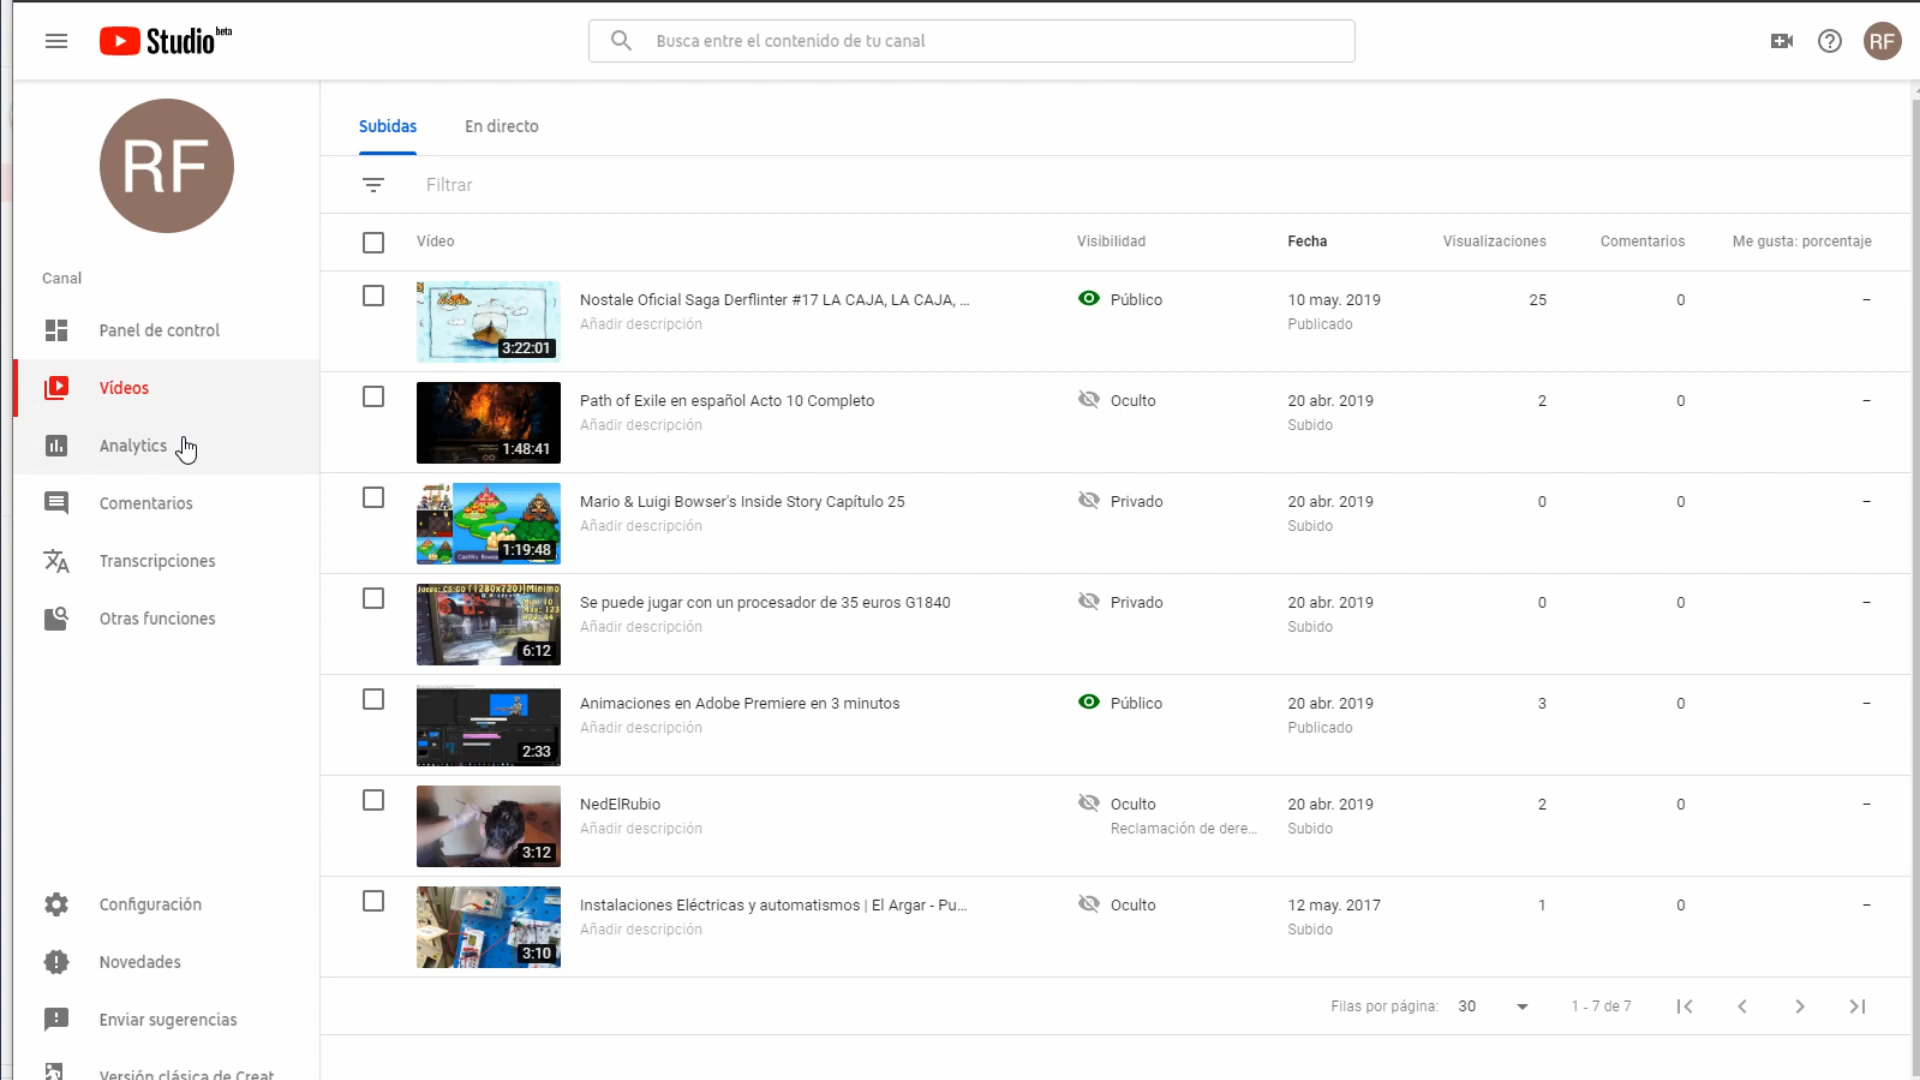 Studio beta
Busca entre el contenido de tu canal
RF
RF
Canal
Panel de control
Vídeos
Analytics
Comentarios
Transcripciones
Otras funciones
Configuración
Novedades
Enviar sugerencias
Versión clásica de Creat
Subidas
En directo
Filtrar
Vídeo
Visibilidad
Fecha
Visualizaciones
Comentarios
Me gusta: porcentaje
3:22:01
Nostale Oficial Saga Derflinter #17 LA CAJA, LA CAJA, ...
Añadir descripción
Público
10 may. 2019
Publicado
25
0
–
1:48:41
Path of Exile en español Acto 10 Completo
Añadir descripción
Oculto
20 abr. 2019
Subido
2
0
–
1:19:48
Mario & Luigi Bowser's Inside Story Capítulo 25
Añadir descripción
Privado
20 abr. 2019
Subido
0
0
–
Juego: CS:GO (1280x720) Minimo
6:12
Se puede jugar con un procesador de 35 euros G1840
Añadir descripción
Privado
20 abr. 2019
Subido
0
0
–
2:33
Animaciones en Adobe Premiere en 3 minutos
Añadir descripción
Público
20 abr. 2019
Publicado
3
0
–
3:12
NedElRubio
Añadir descripción
Oculto
Reclamación de dere...
20 abr. 2019
Subido
2
0
–
3:10
Instalaciones Eléctricas y automatismos | El Argar - Pu...
Añadir descripción
Oculto
12 may. 2017
Subido
1
0
–
Filas por página: 30
1 - 7 de 7